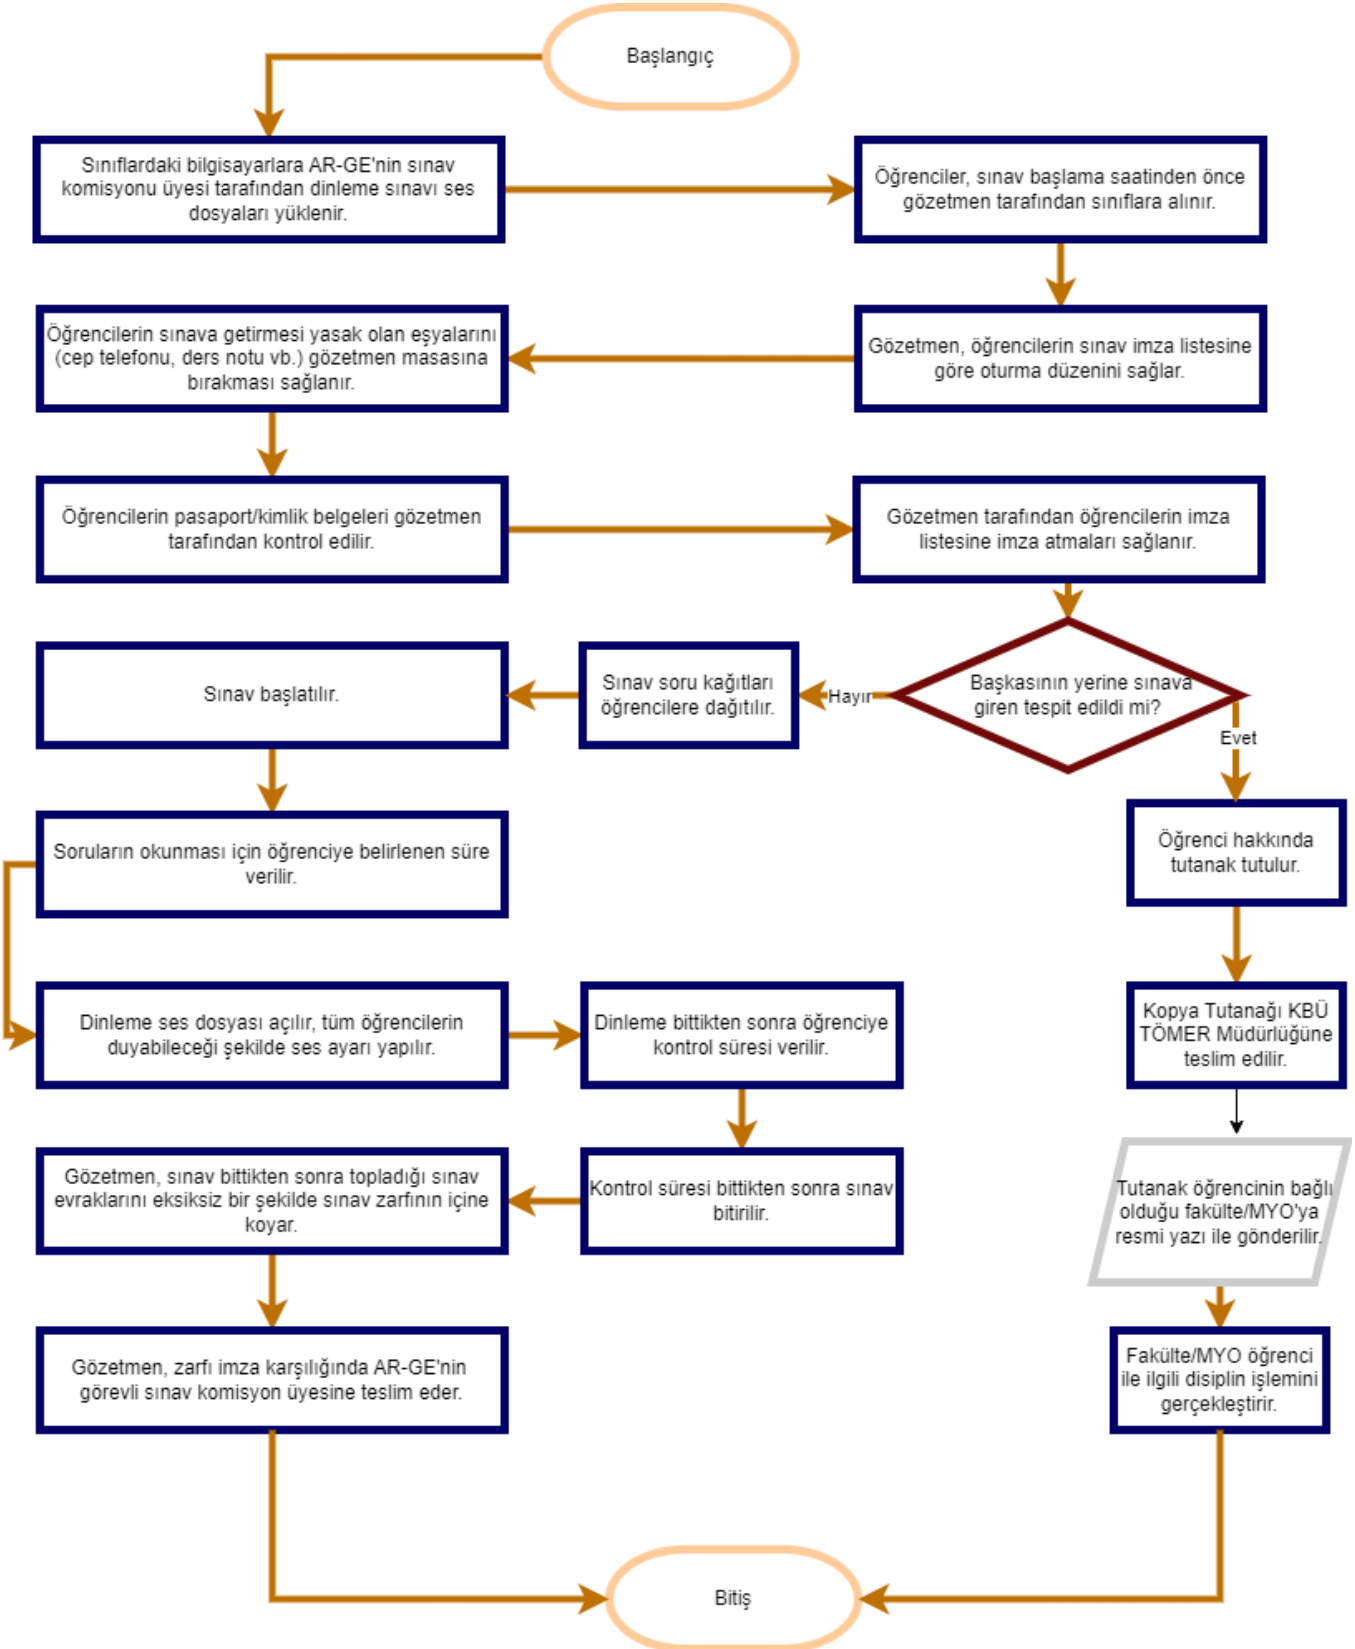 Başlangıç
Sınıflardaki bilgisayarlara AR-GE'nin sınav
komisyonu üyesi tarafından dinleme sınavı ses
dosyaları yüklenir.
Öğrenciler, sınav başlama saatinden önce
gözetmen tarafından sınıflara alınır.
Gözetmen, öğrencilerin sınav imza listesine
göre oturma düzenini sağlar.
Öğrencilerin sınava getirmesi yasak olan eşyalarını
(cep telefonu, ders notu vb.) gözetmen masasına
bırakması sağlanır.
Öğrencilerin pasaport/kimlik belgeleri gözetmen
tarafından kontrol edilir.
Gözetmen tarafından öğrencilerin imza
listesine imza atmaları sağlanır.
Başkasının yerine sınava
giren tespit edildi mi?
Hayır
Sınav soru kağıtları
öğrencilere dağıtılır.
Sınav başlatılır.
Soruların okunması için öğrenciye belirlenen süre
verilir.
Dinleme ses dosyası açılır, tüm öğrencilerin
duyabileceği şekilde ses ayarı yapılır.
Dinleme bittikten sonra öğrenciye
kontrol süresi verilir.
Kontrol süresi bittikten sonra sınav
bitirilir.
Gözetmen, sınav bittikten sonra topladığı sınav
evraklarını eksiksiz bir şekilde sınav zarfının içine
koyar.
Gözetmen, zarfı imza karşılığında AR-GE'nin
görevli sınav komisyon üyesine teslim eder.
Evet
Öğrenci hakkında
tutanak tutulur.
Kopya Tutanağı KBÜ
TÖMER Müdürlüğüne
teslim edilir.
Tutanak öğrencinin bağlı
olduğu fakülte/MYO'ya
resmi yazı ile gönderilir.
Fakülte/MYO öğrenci
ile ilgili disiplin işlemini
gerçekleştirir.
Bitiş